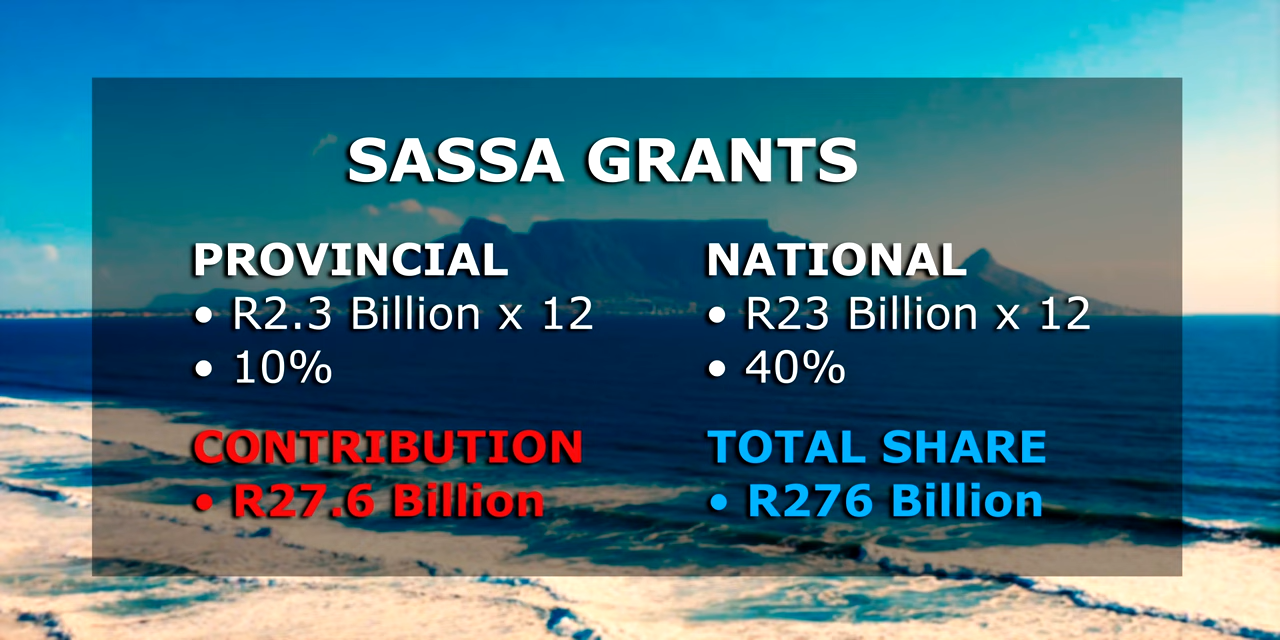 SASSA GRANTS
PROVINCIAL
• R2.3 Billion x 12
• 10%
CONTRIBUTION
• R27.6 Billion
NATIONAL
• R23 Billion x 12
• 40%
TOTAL SHARE
• R276 Billion